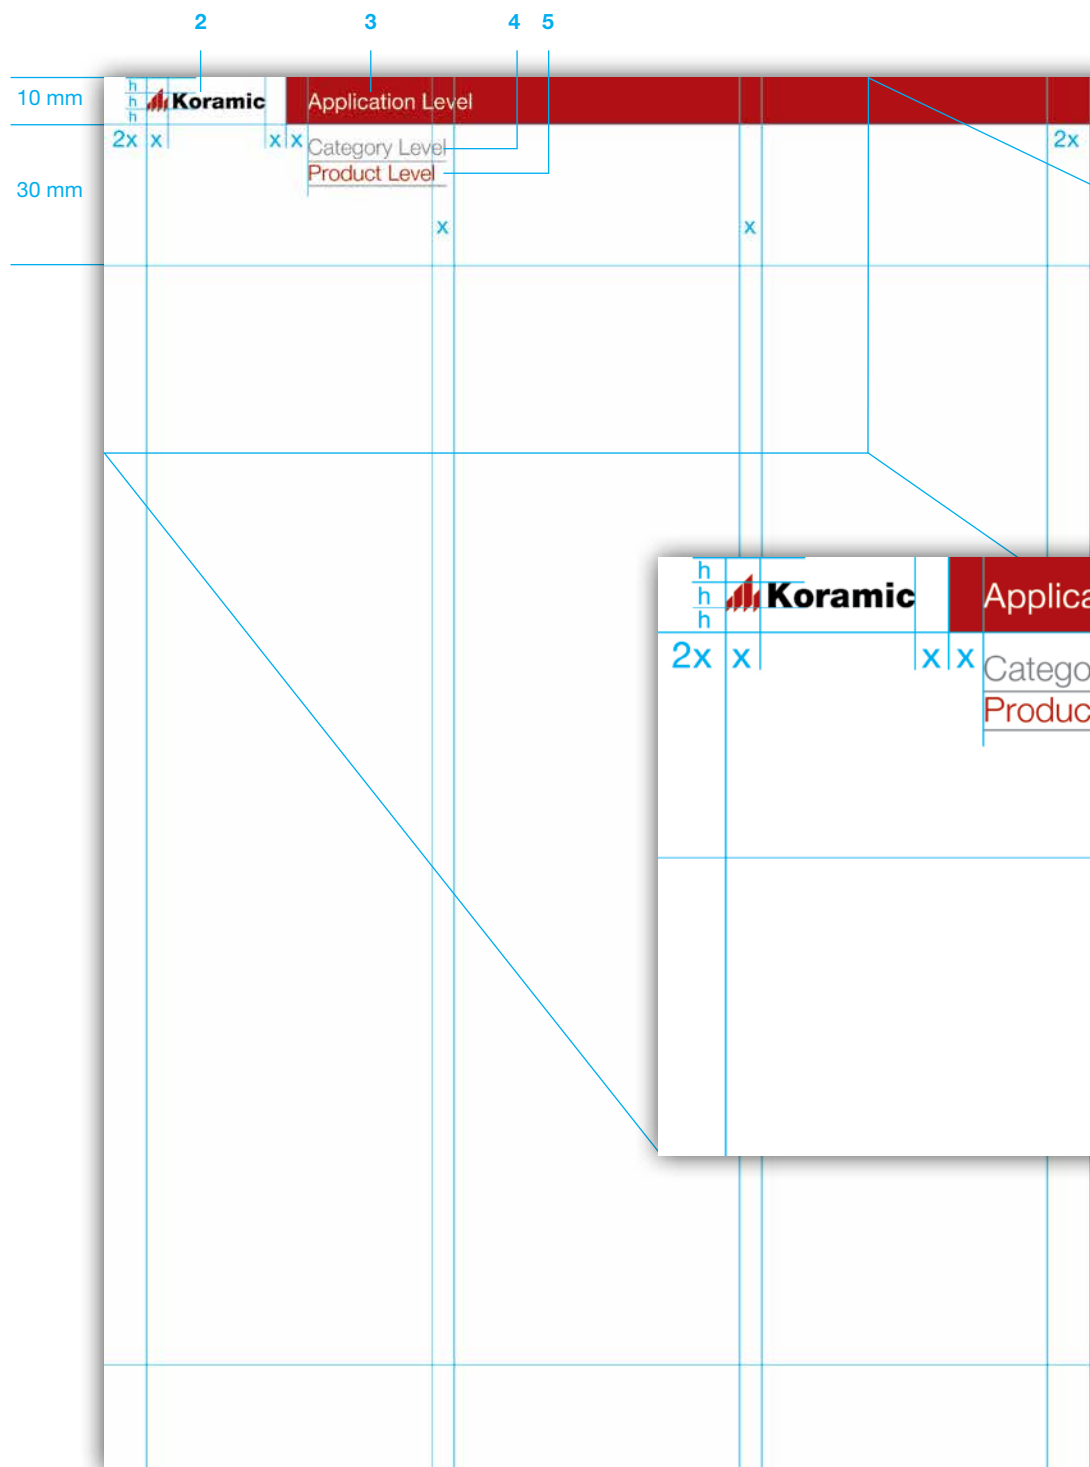 2 3 4 5
10 mm
h
h
h
Koramic
Application Level
2x x x x 2x
Category Level
Product Level
30 mm
x x
h
h
h
Koramic
Applica
2x x x x
Catego
Produc